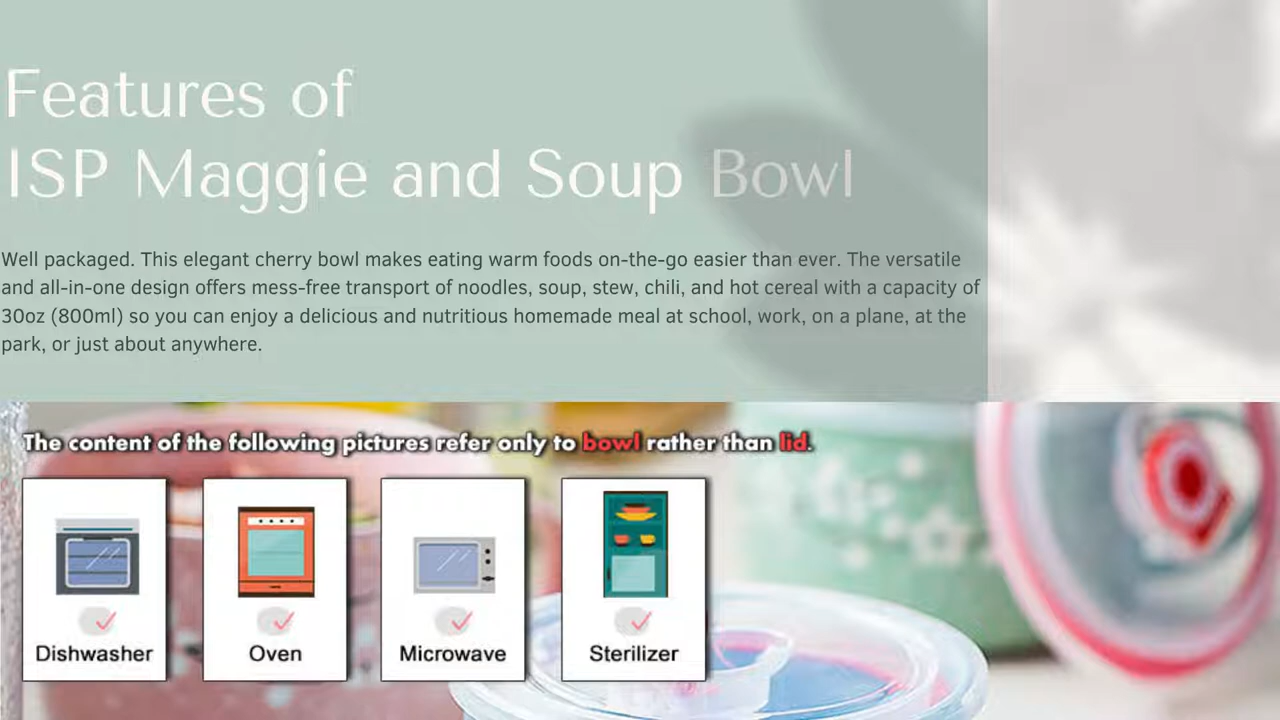 Features of
ISP Maggie and Soup Bowl
Well packaged. This elegant cherry bowl makes eating warm foods on-the-go easier than ever. The versatile
and all-in-one design offers mess-free transport of noodles, soup, stew, chili, and hot cereal with a capacity of
30oz (800ml) so you can enjoy a delicious and nutritious homemade meal at school, work, on a plane, at the
park, or just about anywhere.
The content of the following pictures refer only to bowl rather than lid.
Dishwasher
Oven
Microwave
Sterilizer